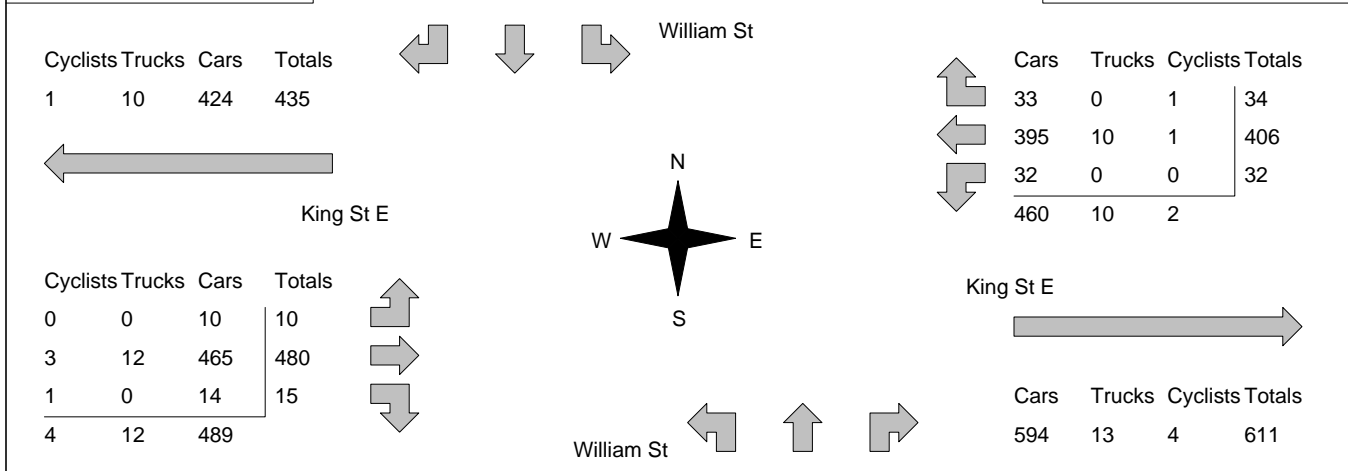 William St
Cyclists Trucks Cars Totals
1 10 424 435
King St E
Cyclists Trucks Cars Totals
0 0 10 10
3 12 465 480
1 0 14 15
4 12 489
N
W E
S
Cars Trucks Cyclists Totals
33 0 1 34
395 10 1 406
32 0 0 32
460 10 2
King St E
Cars Trucks Cyclists Totals
594 13 4 611
William St